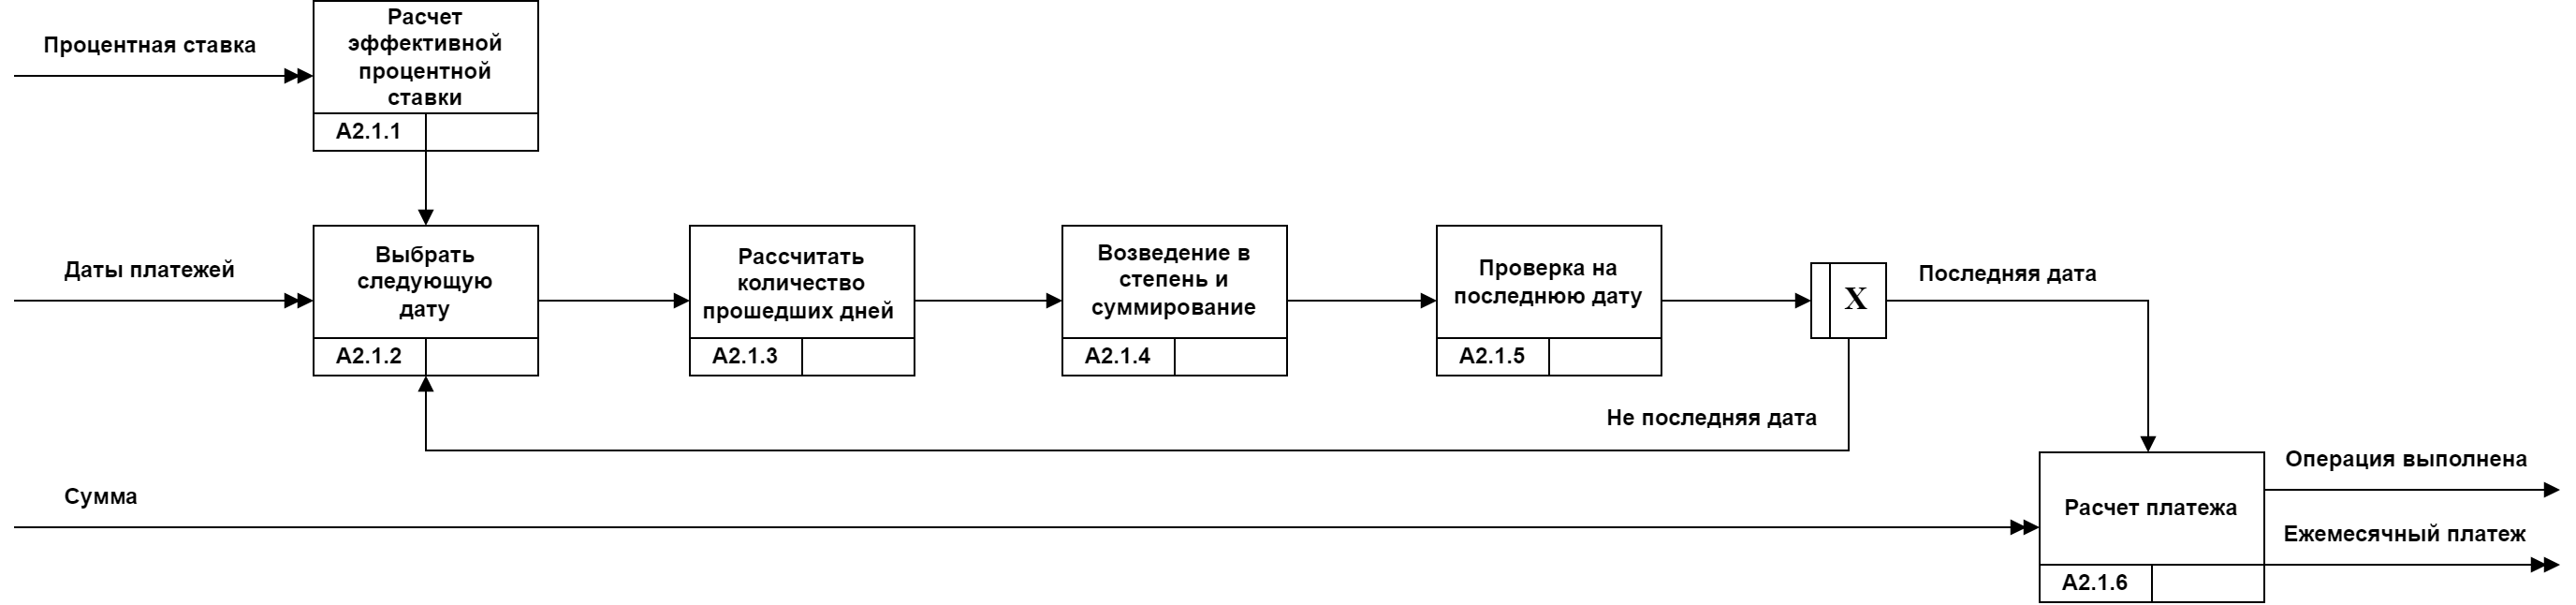 Процентная ставка
Расчет
эффективной
процентной
ставки
A2.1.1
Даты платежей
Выбрать
следующую
дату
A2.1.2
Рассчитать
количество
прошедших дней
A2.1.3
Возведение в
степень и
суммирование
A2.1.4
Проверка на
последнюю дату
A2.1.5
X
Последняя дата
Не последняя дата
Сумма
Расчет платежа
A2.1.6
Операция выполнена
Ежемесячный платеж